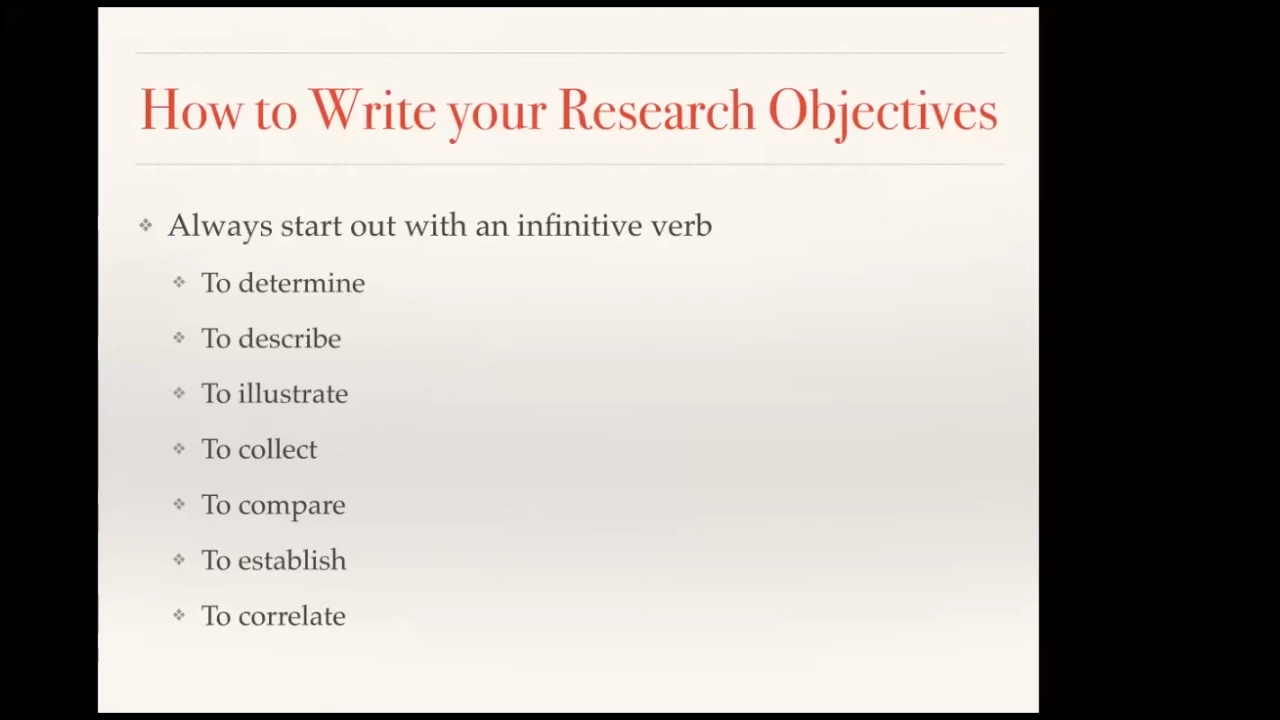 How to Write your Research Objectives
Always start out with an infinitive verb
To determine
To describe
To illustrate
To collect
To compare
To establish
To correlate